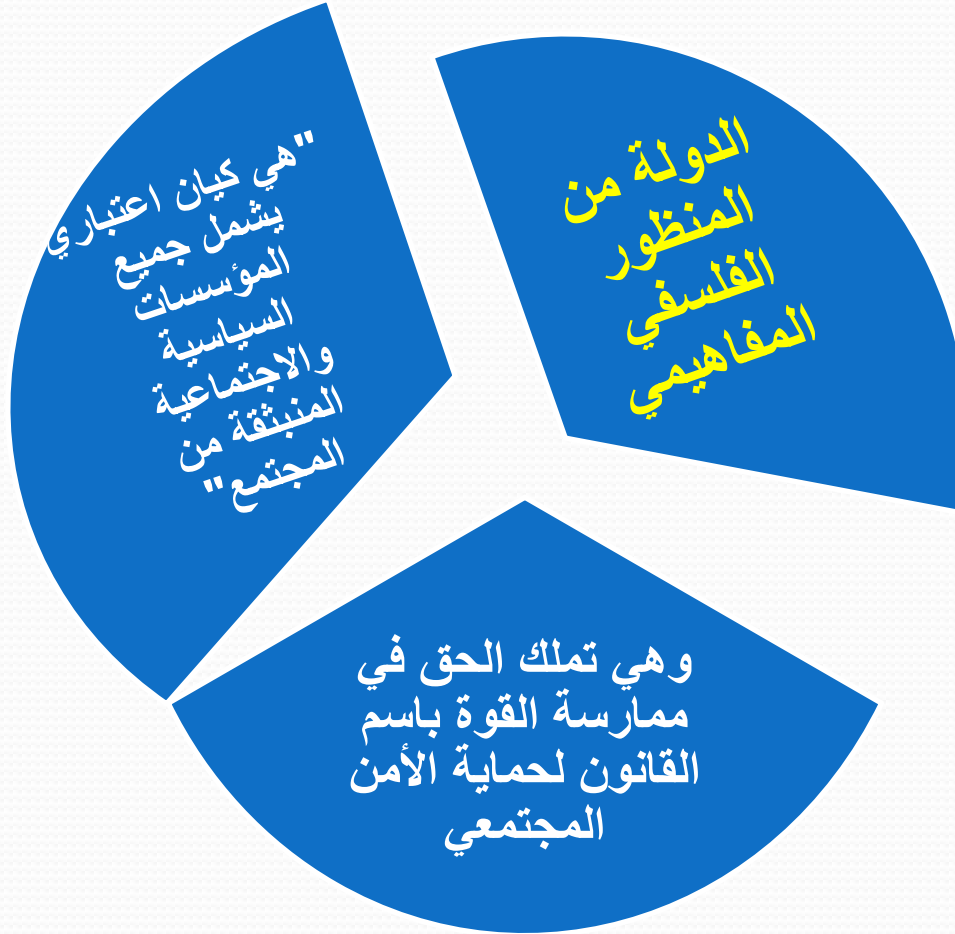 الدولة من
المنظور
الفلسفي
المفاهيمي
"هي كيان اعتباري
يشمل جميع
المؤسسات
السياسية
والاجتماعية
المنبثقة من
المجتمع"
وهي تملك الحق في
ممارسة القوة باسم
القانون لحماية الأمن
المجتمعي